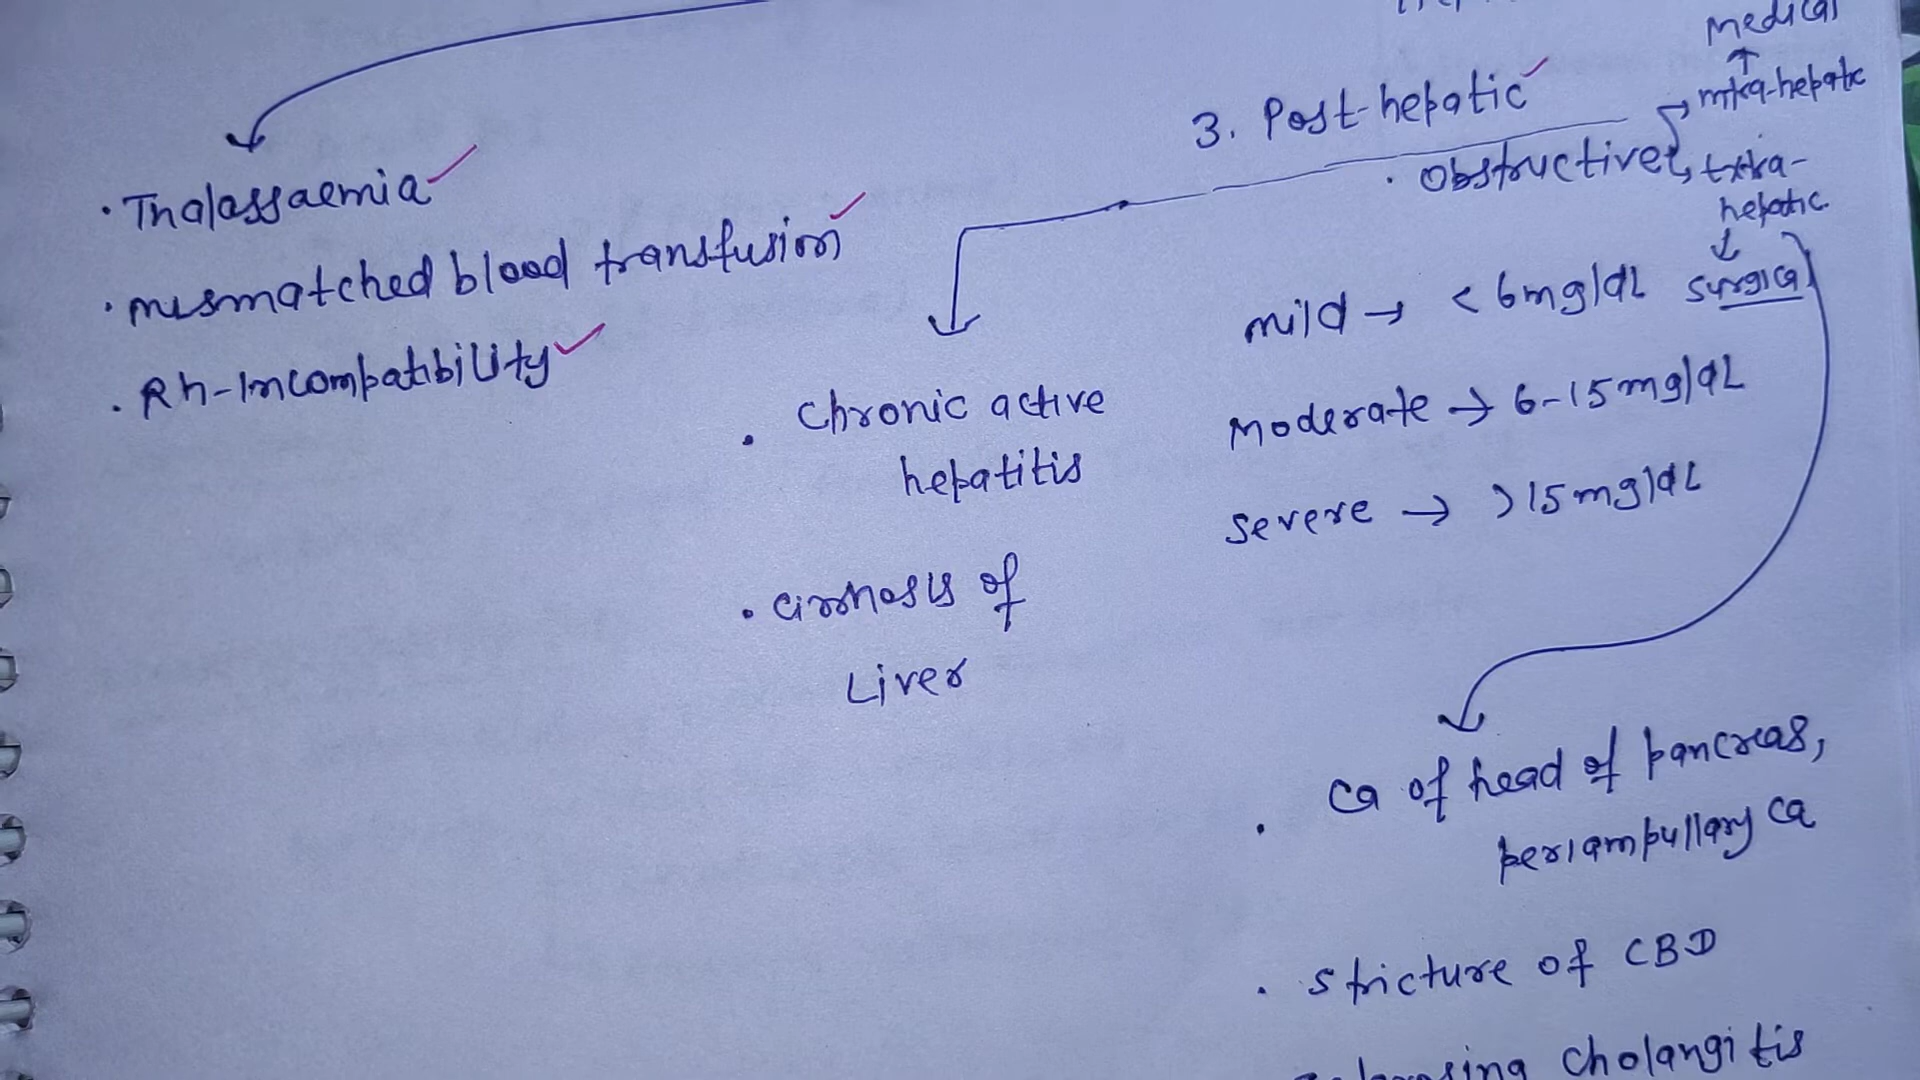 Medical
↑
intra-hepatic
3. Post-hepatic
• Obstructive
Extra-
hepatic
↓
surgical
• Thalassaemia
• mismatched blood transfusion
• Rh-Incompatibility
• Chronic active
hepatitis
• cirrhosis of
Liver
mild → < 6mg/dL
Moderate → 6-15mg/dL
severe → >15mg/dL
• Ca of head of pancreas,
periampullary Ca
• stricture of CBD
cholangitis